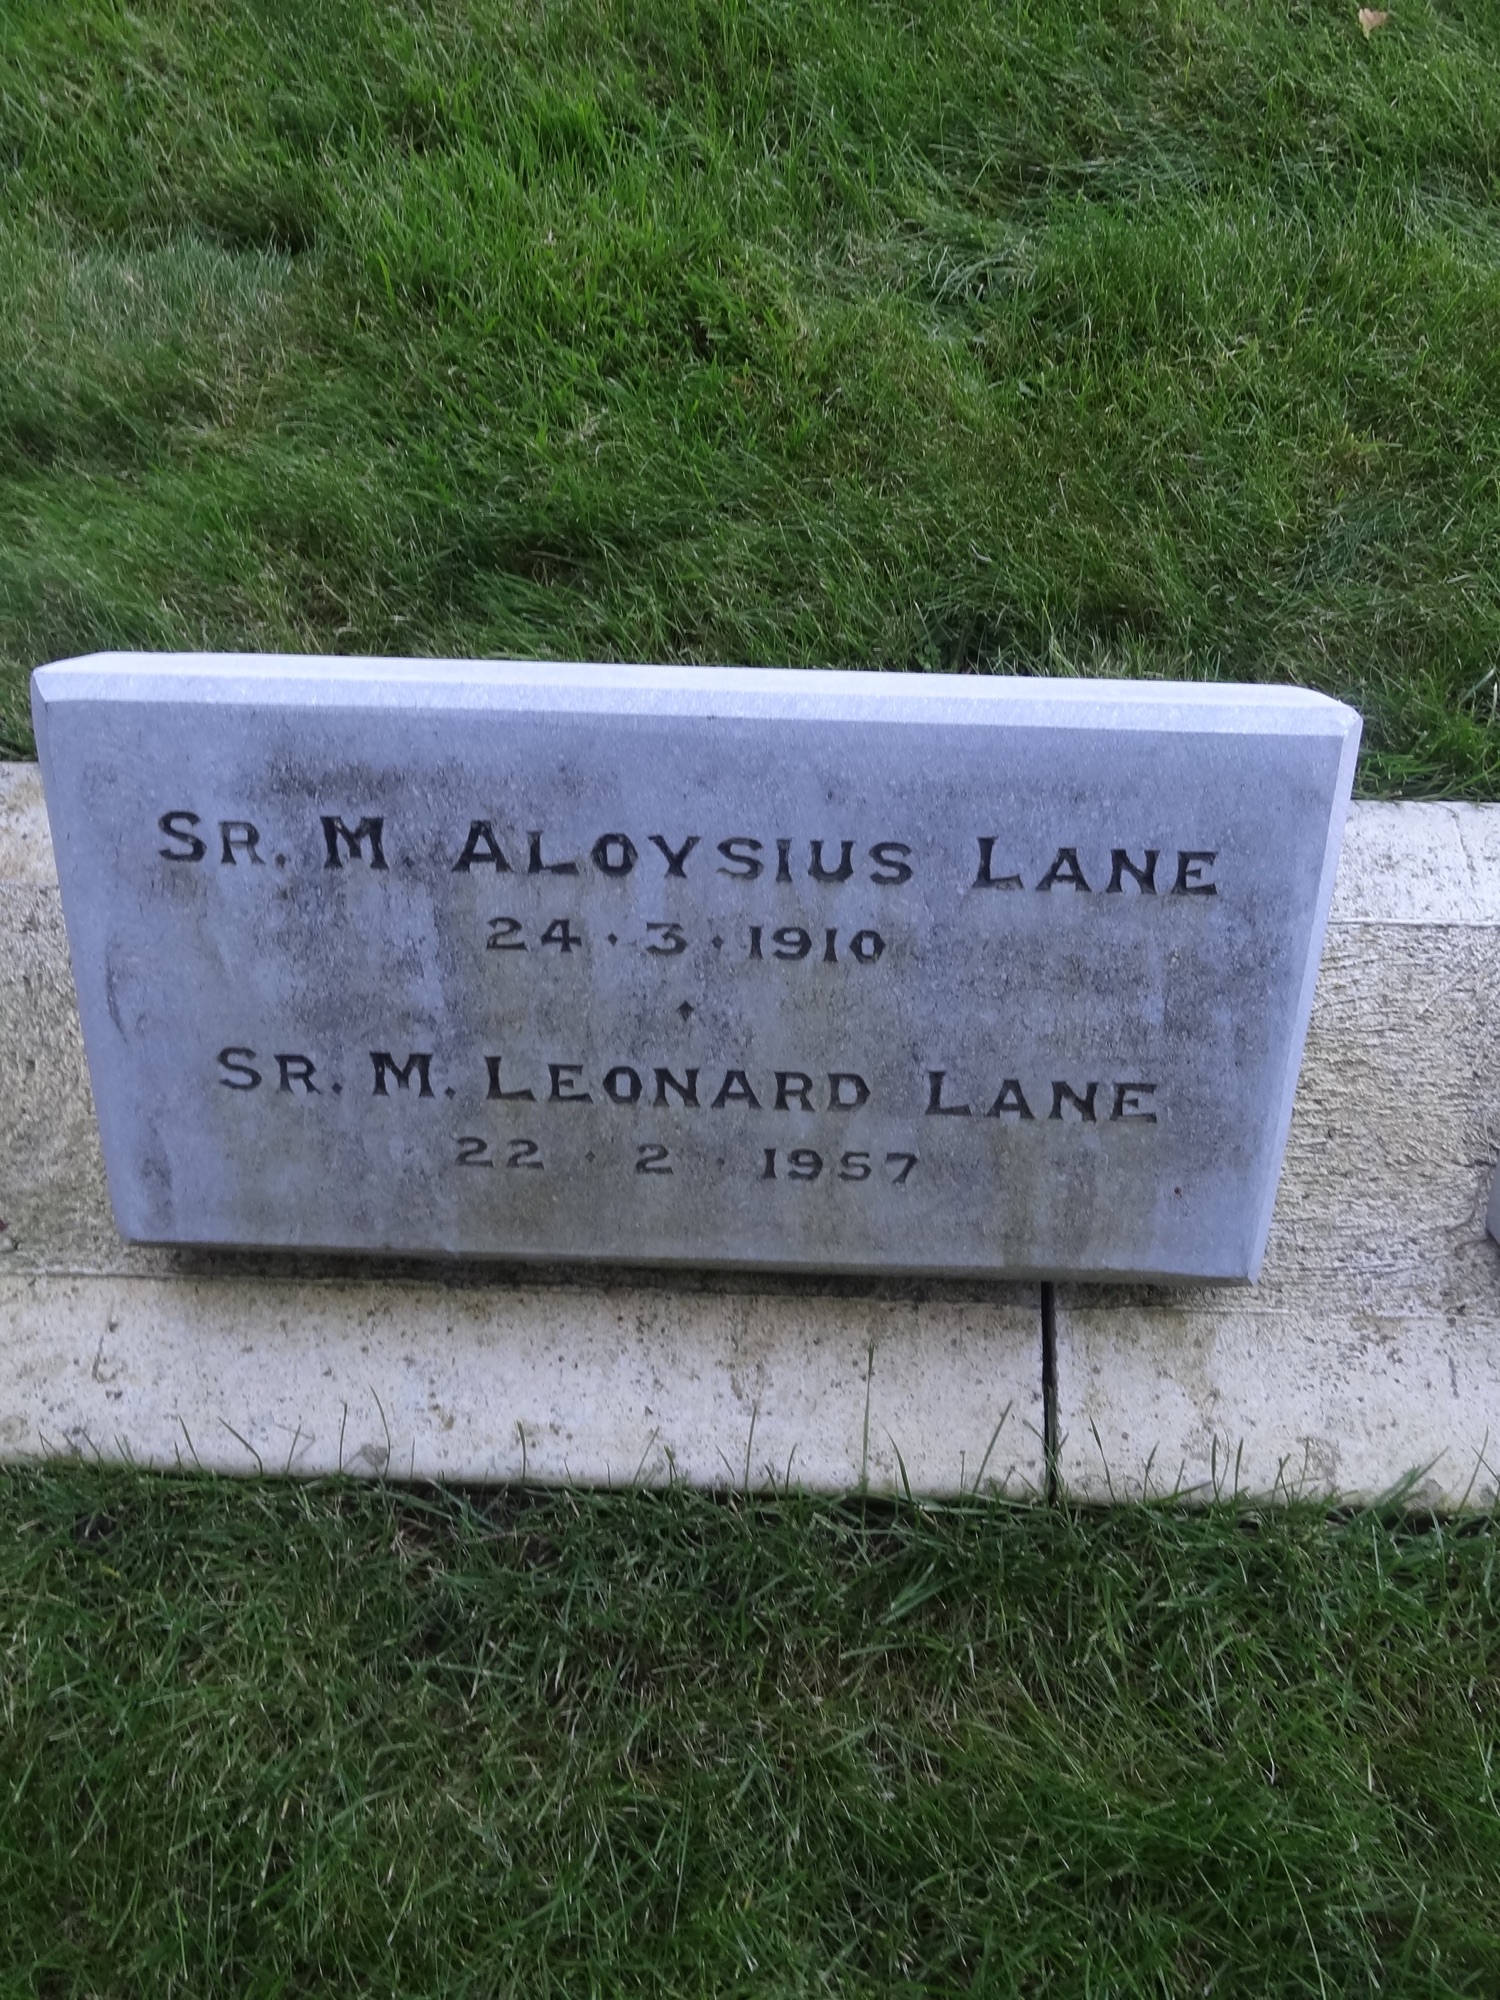 SR. M. ALOYSIUS LANE
24·3·1910
SR. M. LEONARD LANE
22·2·1957